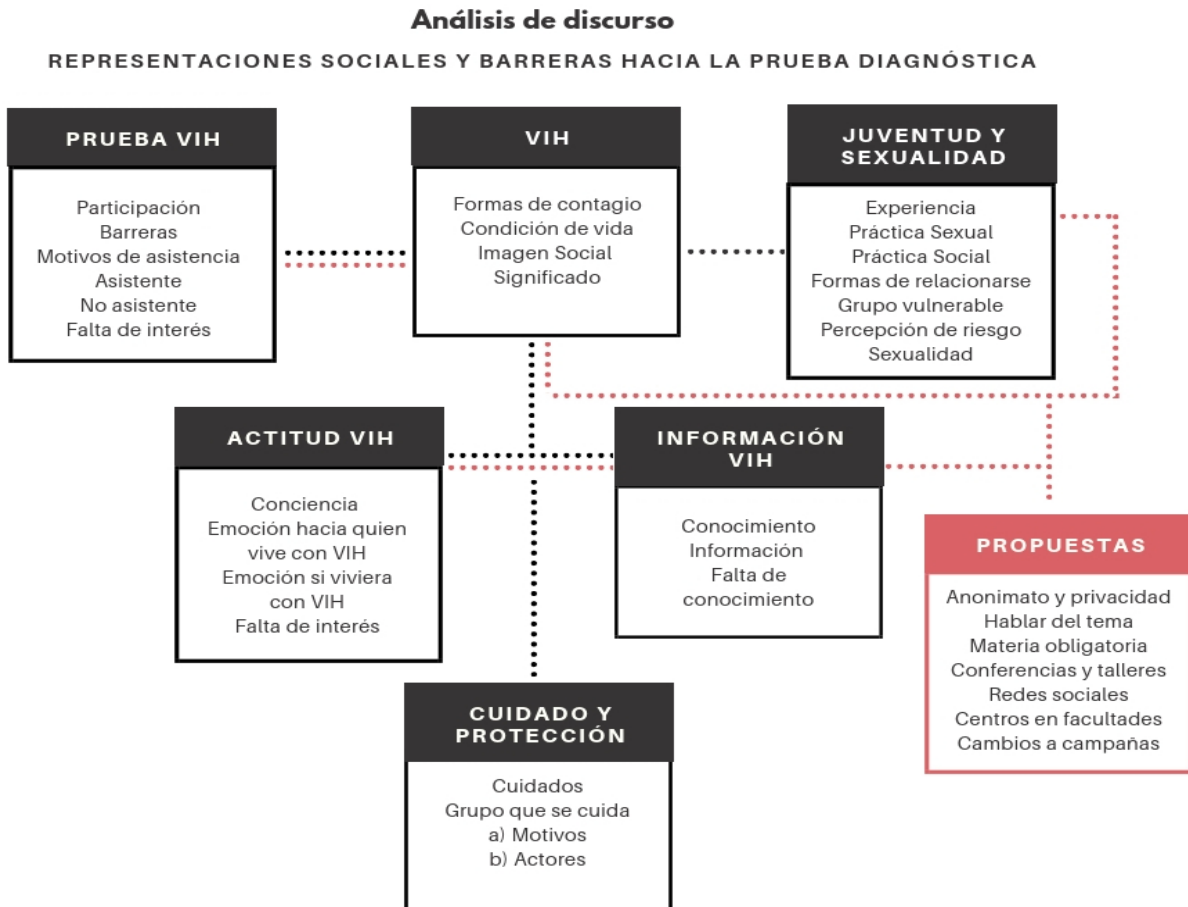 Análisis de discurso
REPRESENTACIONES SOCIALES Y BARRERAS HACIA LA PRUEBA DIAGNÓSTICA
PRUEBA VIH
Participación
Barreras
Motivos de asistencia
Asistente
No asistente
Falta de interés
VIH
Formas de contagio
Condición de vida
Imagen Social
Significado
JUVENTUD Y
SEXUALIDAD
Experiencia
Práctica Sexual
Práctica Social
Formas de relacionarse
Grupo vulnerable
Percepción de riesgo
Sexualidad
ACTITUD VIH
Conciencia
Emoción hacia quien
vive con VIH
Emoción si viviera
con VIH
Falta de interés
INFORMACIÓN
VIH
Conocimiento
Información
Falta de
conocimiento
PROPUESTAS
Anonimato y privacidad
Hablar del tema
Materia obligatoria
Conferencias y talleres
Redes sociales
Centros en facultades
Cambios a campañas
CUIDADO Y
PROTECCIÓN
Cuidados
Grupo que se cuida
a) Motivos
b) Actores